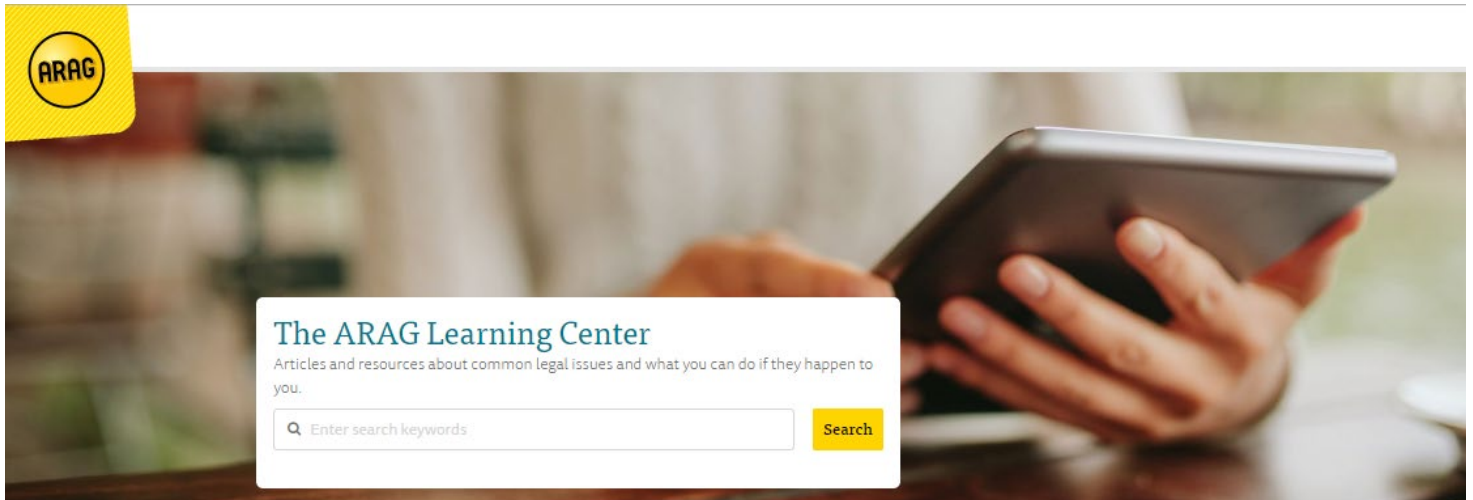 ARAG
The ARAG Learning Center
Articles and resources about common legal issues and what you can do if they happen to
you.
Enter search keywords
Search